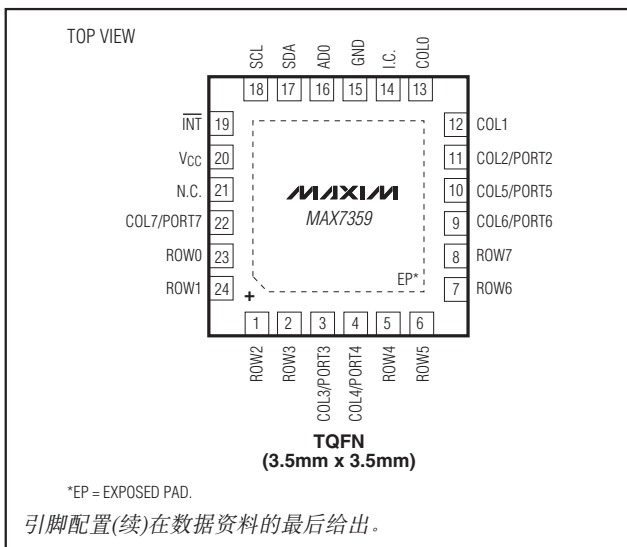 TOP VIEW
SCL
SDA
AD0
GND
I.C.
COL0
18 17 16 15 14 13
INT 19
VCC 20
N.C. 21
COL7/PORT7 22
ROW0 23
ROW1 24
12 COL1
11 COL2/PORT2
10 COL5/PORT5
9 COL6/PORT6
8 ROW7
7 ROW6
MAXIM
MAX7359
EP*
+
1 2 3 4 5 6
ROW2
ROW3
COL3/PORT3
COL4/PORT4
ROW4
ROW5
TQFN
(3.5mm x 3.5mm)
*EP = EXPOSED PAD.
引脚配置(续)在数据资料的最后给出。